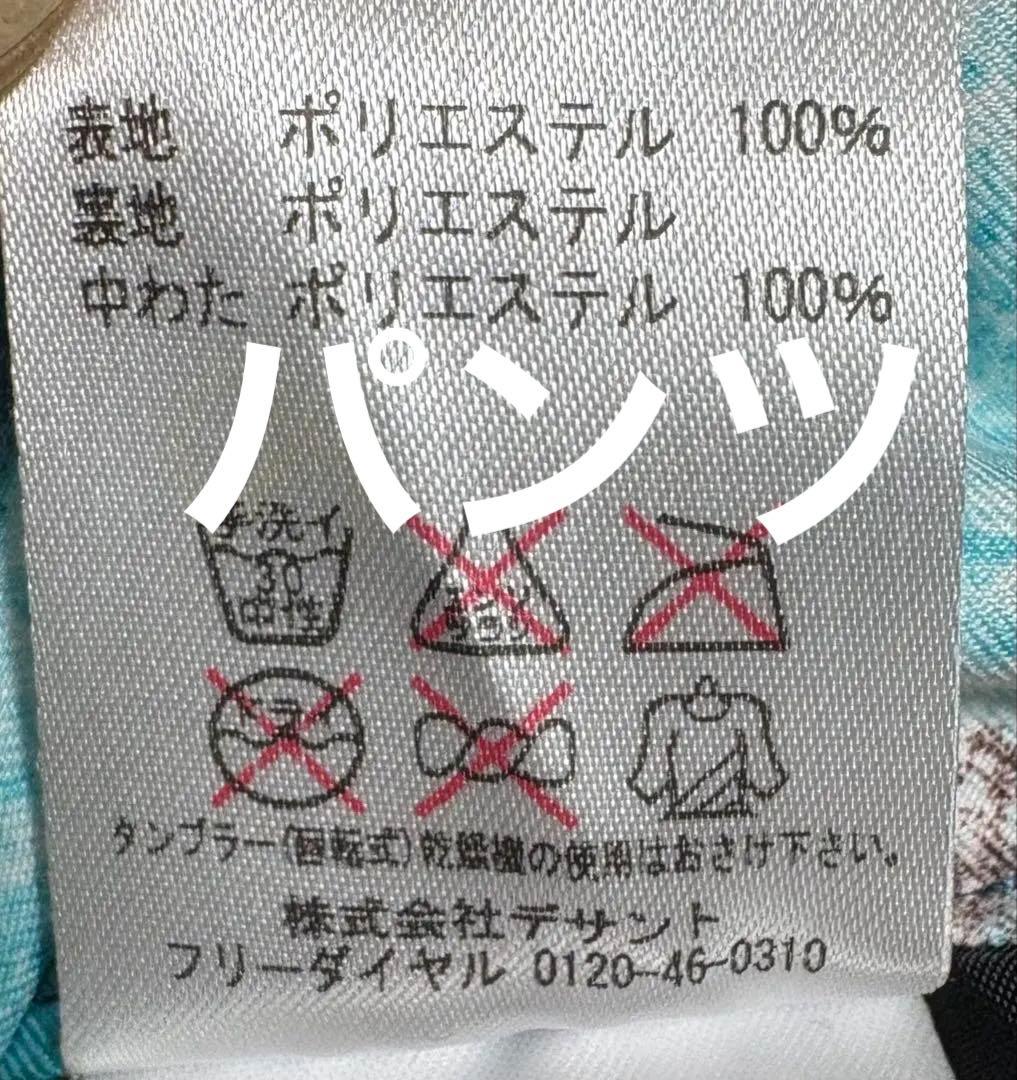 表地 ポリエステル 100%
裏地 ポリエステル
中わた ポリエステル 100%
パンツ
手洗イ
30
中性
タンブラー(回転式)乾燥機の使用はおさけ下さい。
株式会社デサント
フリーダイヤル 0120-46-0310